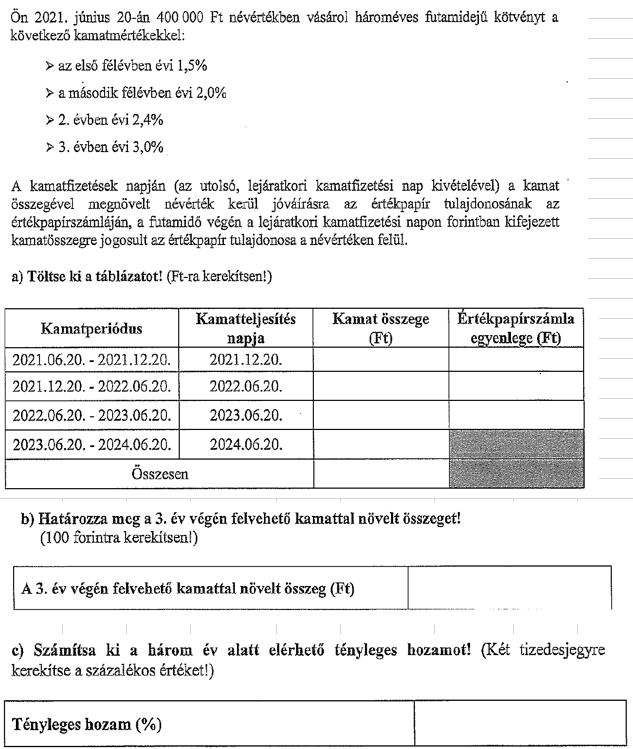 Ön 2021. június 20-án 400 000 Ft névértékben vásárol hároméves futamidejű kötvényt a
következő kamatmértékekkel:
➢ az első félévben évi 1,5%
➢ a második félévben évi 2,0%
➢ 2. évben évi 2,4%
➢ 3. évben évi 3,0%
A kamatfizetések napján (az utolsó, lejáratkori kamatfizetési nap kivételével) a kamat
összegével megnövelt névérték kerül jóváírásra az értékpapír tulajdonosának az
értékpapírszámláján, a futamidő végén a lejáratkori kamatfizetési napon forintban kifejezett
kamatösszegre jogosult az értékpapír tulajdonosa a névértéken felül.
a) Töltse ki a táblázatot! (Ft-ra kerekítsen!)
Kamatperiódus Kamatteljesítés napja Kamat összege (Ft) Értékpapírszámla egyenlege (Ft)
2021.06.20. - 2021.12.20. 2021.12.20.
2021.12.20. - 2022.06.20. 2022.06.20.
2022.06.20. - 2023.06.20. 2023.06.20.
2023.06.20. - 2024.06.20. 2024.06.20.
Összesen
b) Határozza meg a 3. év végén felvehető kamattal növelt összeget!
(100 forintra kerekítsen!)
A 3. év végén felvehető kamattal növelt összeg (Ft)
c) Számítsa ki a három év alatt elérhető tényleges hozamot! (Két tizedesjegyre
kerekítse a százalékos értéket!)
Tényleges hozam (%)